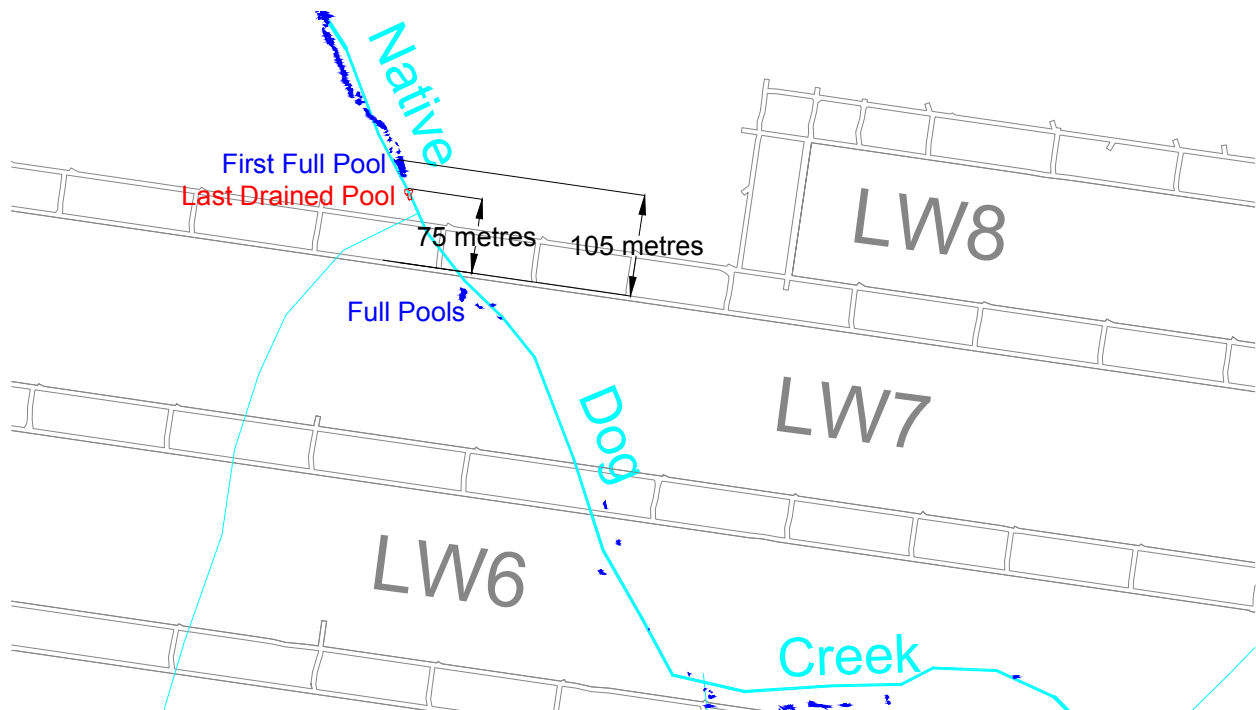 Native
First Full Pool
Last Drained Pool
75 metres
105 metres
LW8
Full Pools
LW7
Dog
LW6
Creek